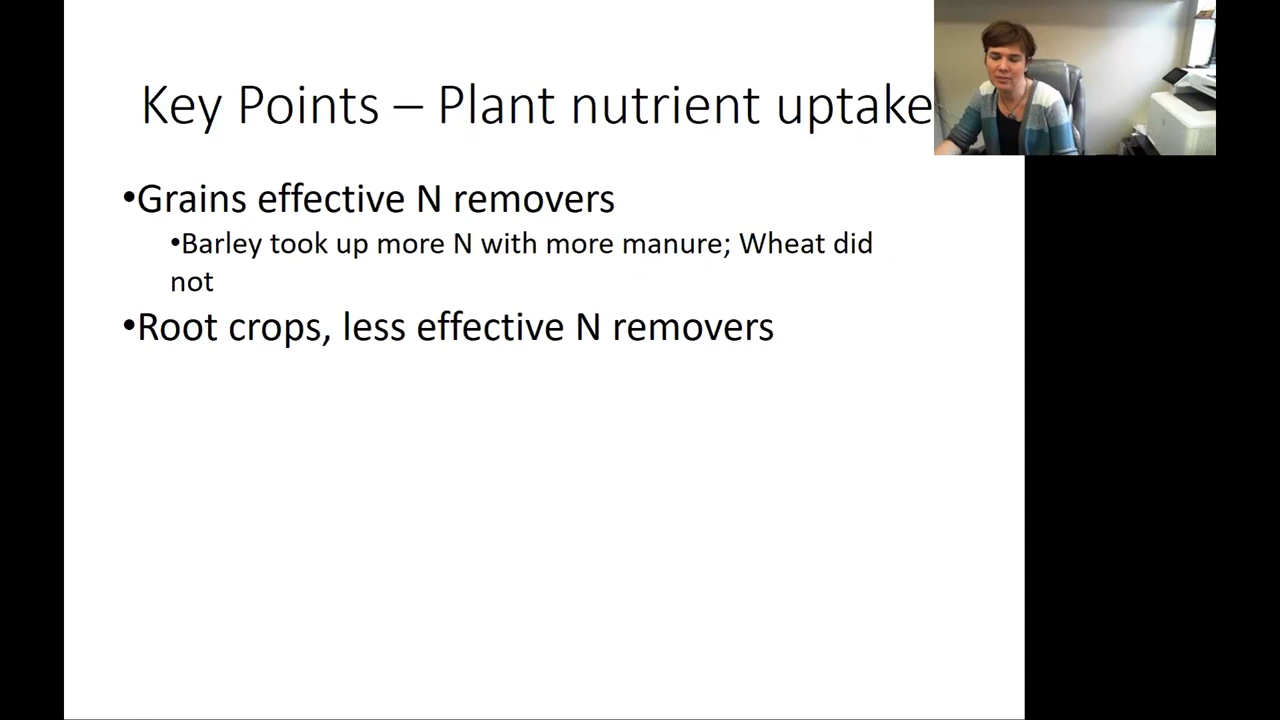 Key Points – Plant nutrient uptake
•Grains effective N removers
•Barley took up more N with more manure; Wheat did
not
•Root crops, less effective N removers